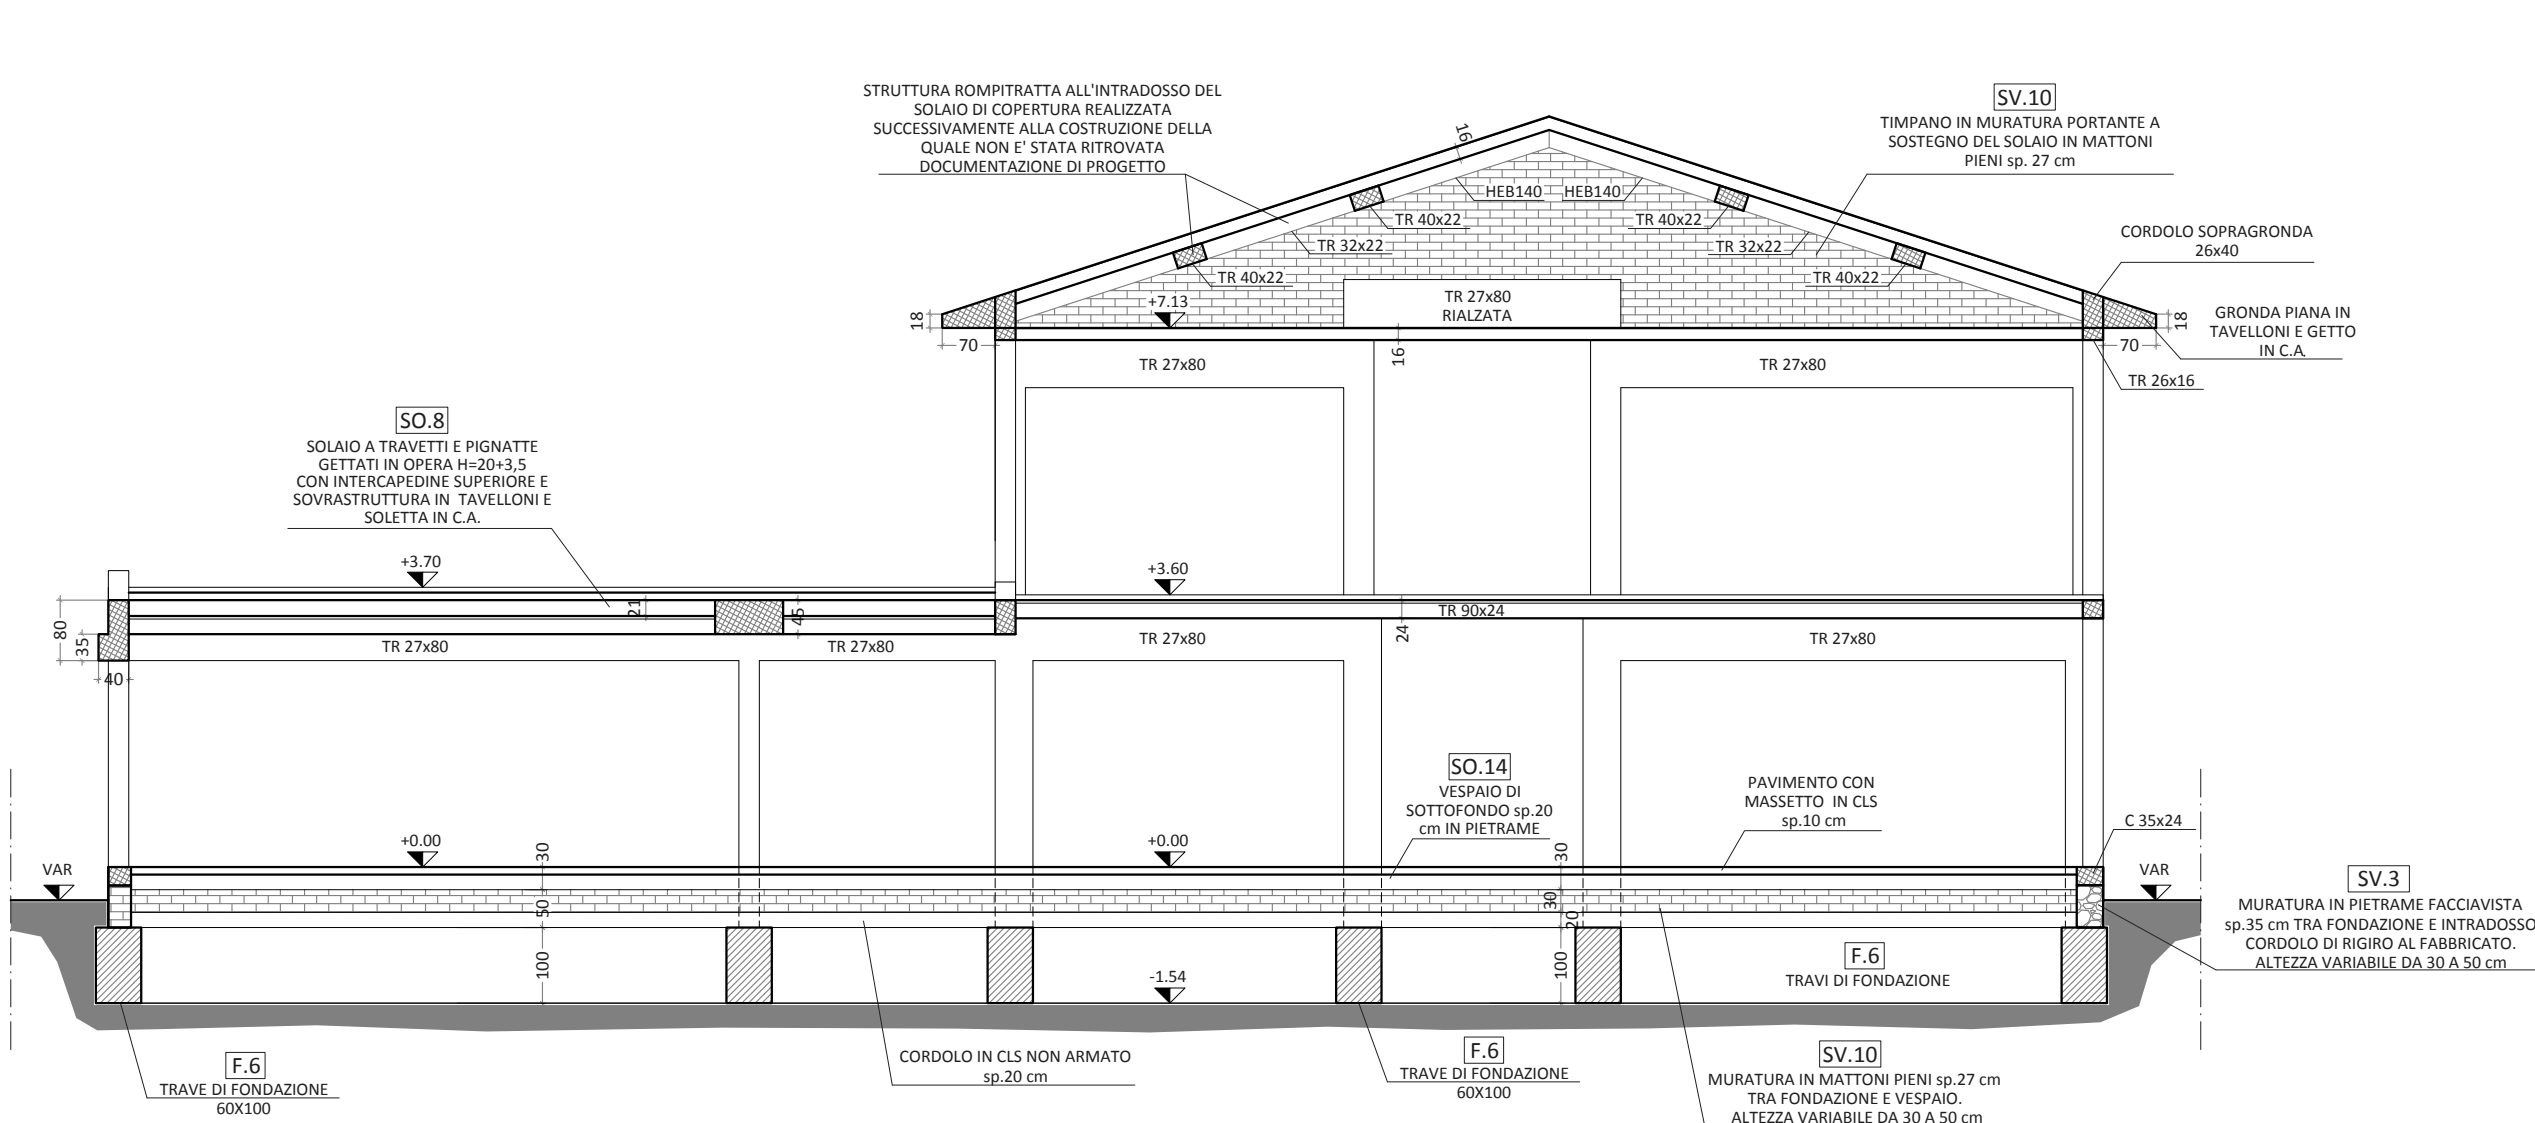 STRUTTURA ROMPITRATTA ALL'INTRADOSSO DEL
SOLAIO DI COPERTURA REALIZZATA
SUCCESSIVAMENTE ALLA COSTRUZIONE DELLA
QUALE NON E' STATA RITROVATA
DOCUMENTAZIONE DI PROGETTO
16
SV.10
TIMPANO IN MURATURA PORTANTE A
SOSTEGNO DEL SOLAIO IN MATTONI
PIENI sp. 27 cm
HEB140 HEB140
TR 40x22
TR 40x22
TR 32x22
TR 32x22
TR 40x22
TR 40x22
CORDOLO SOPRAGRONDA
26x40
+7.13
TR 27x80
RIALZATA
18
70
18
70
GRONDA PIANA IN
TAVELLONI E GETTO
IN C.A.
TR 26x16
TR 27x80
16
TR 27x80
SO.8
SOLAIO A TRAVETTI E PIGNATTE
GETTATI IN OPERA H=20+3,5
CON INTERCAPEDINE SUPERIORE E
SOVRASTRUTTURA IN TAVELLONI E
SOLETTA IN C.A.
+3.70
+3.60
21
45
TR 90x24
80
35
40
TR 27x80
TR 27x80
TR 27x80
24
TR 27x80
SO.14
VESPAIO DI
SOTTOFONDO sp.20
cm IN PIETRAME
PAVIMENTO CON
MASSETTO IN CLS
sp.10 cm
C 35x24
+0.00
+0.00
30
30
VAR
VAR
50
30
20
SV.3
MURATURA IN PIETRAME FACCIAVISTA
sp.35 cm TRA FONDAZIONE E INTRADOSSO
CORDOLO DI RIGIRO AL FABBRICATO.
ALTEZZA VARIABILE DA 30 A 50 cm
100
-1.54
100
F.6
TRAVI DI FONDAZIONE
F.6
TRAVE DI FONDAZIONE
60X100
CORDOLO IN CLS NON ARMATO
sp.20 cm
F.6
TRAVE DI FONDAZIONE
60X100
SV.10
MURATURA IN MATTONI PIENI sp.27 cm
TRA FONDAZIONE E VESPAIO.
ALTEZZA VARIABILE DA 30 A 50 cm